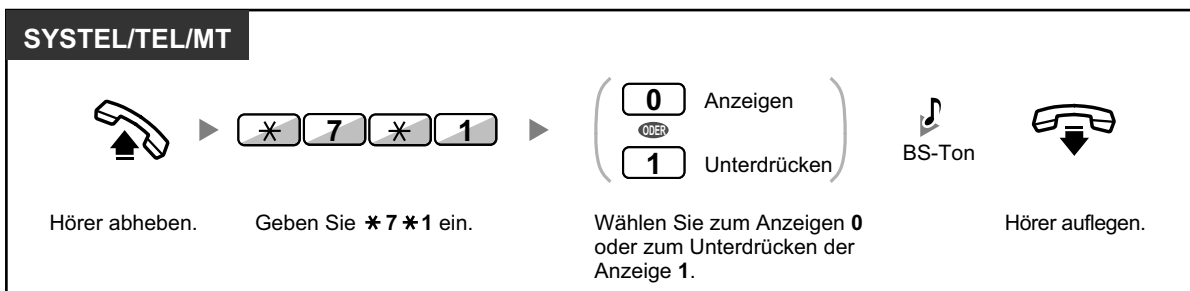 SYSTEL/TEL/MT
✳ 7 ✳ 1
0 Anzeigen
ODER
1 Unterdrücken
BS-Ton
Hörer abheben.
Geben Sie ✳7✳1 ein.
Wählen Sie zum Anzeigen 0
oder zum Unterdrücken der
Anzeige 1.
Hörer auflegen.